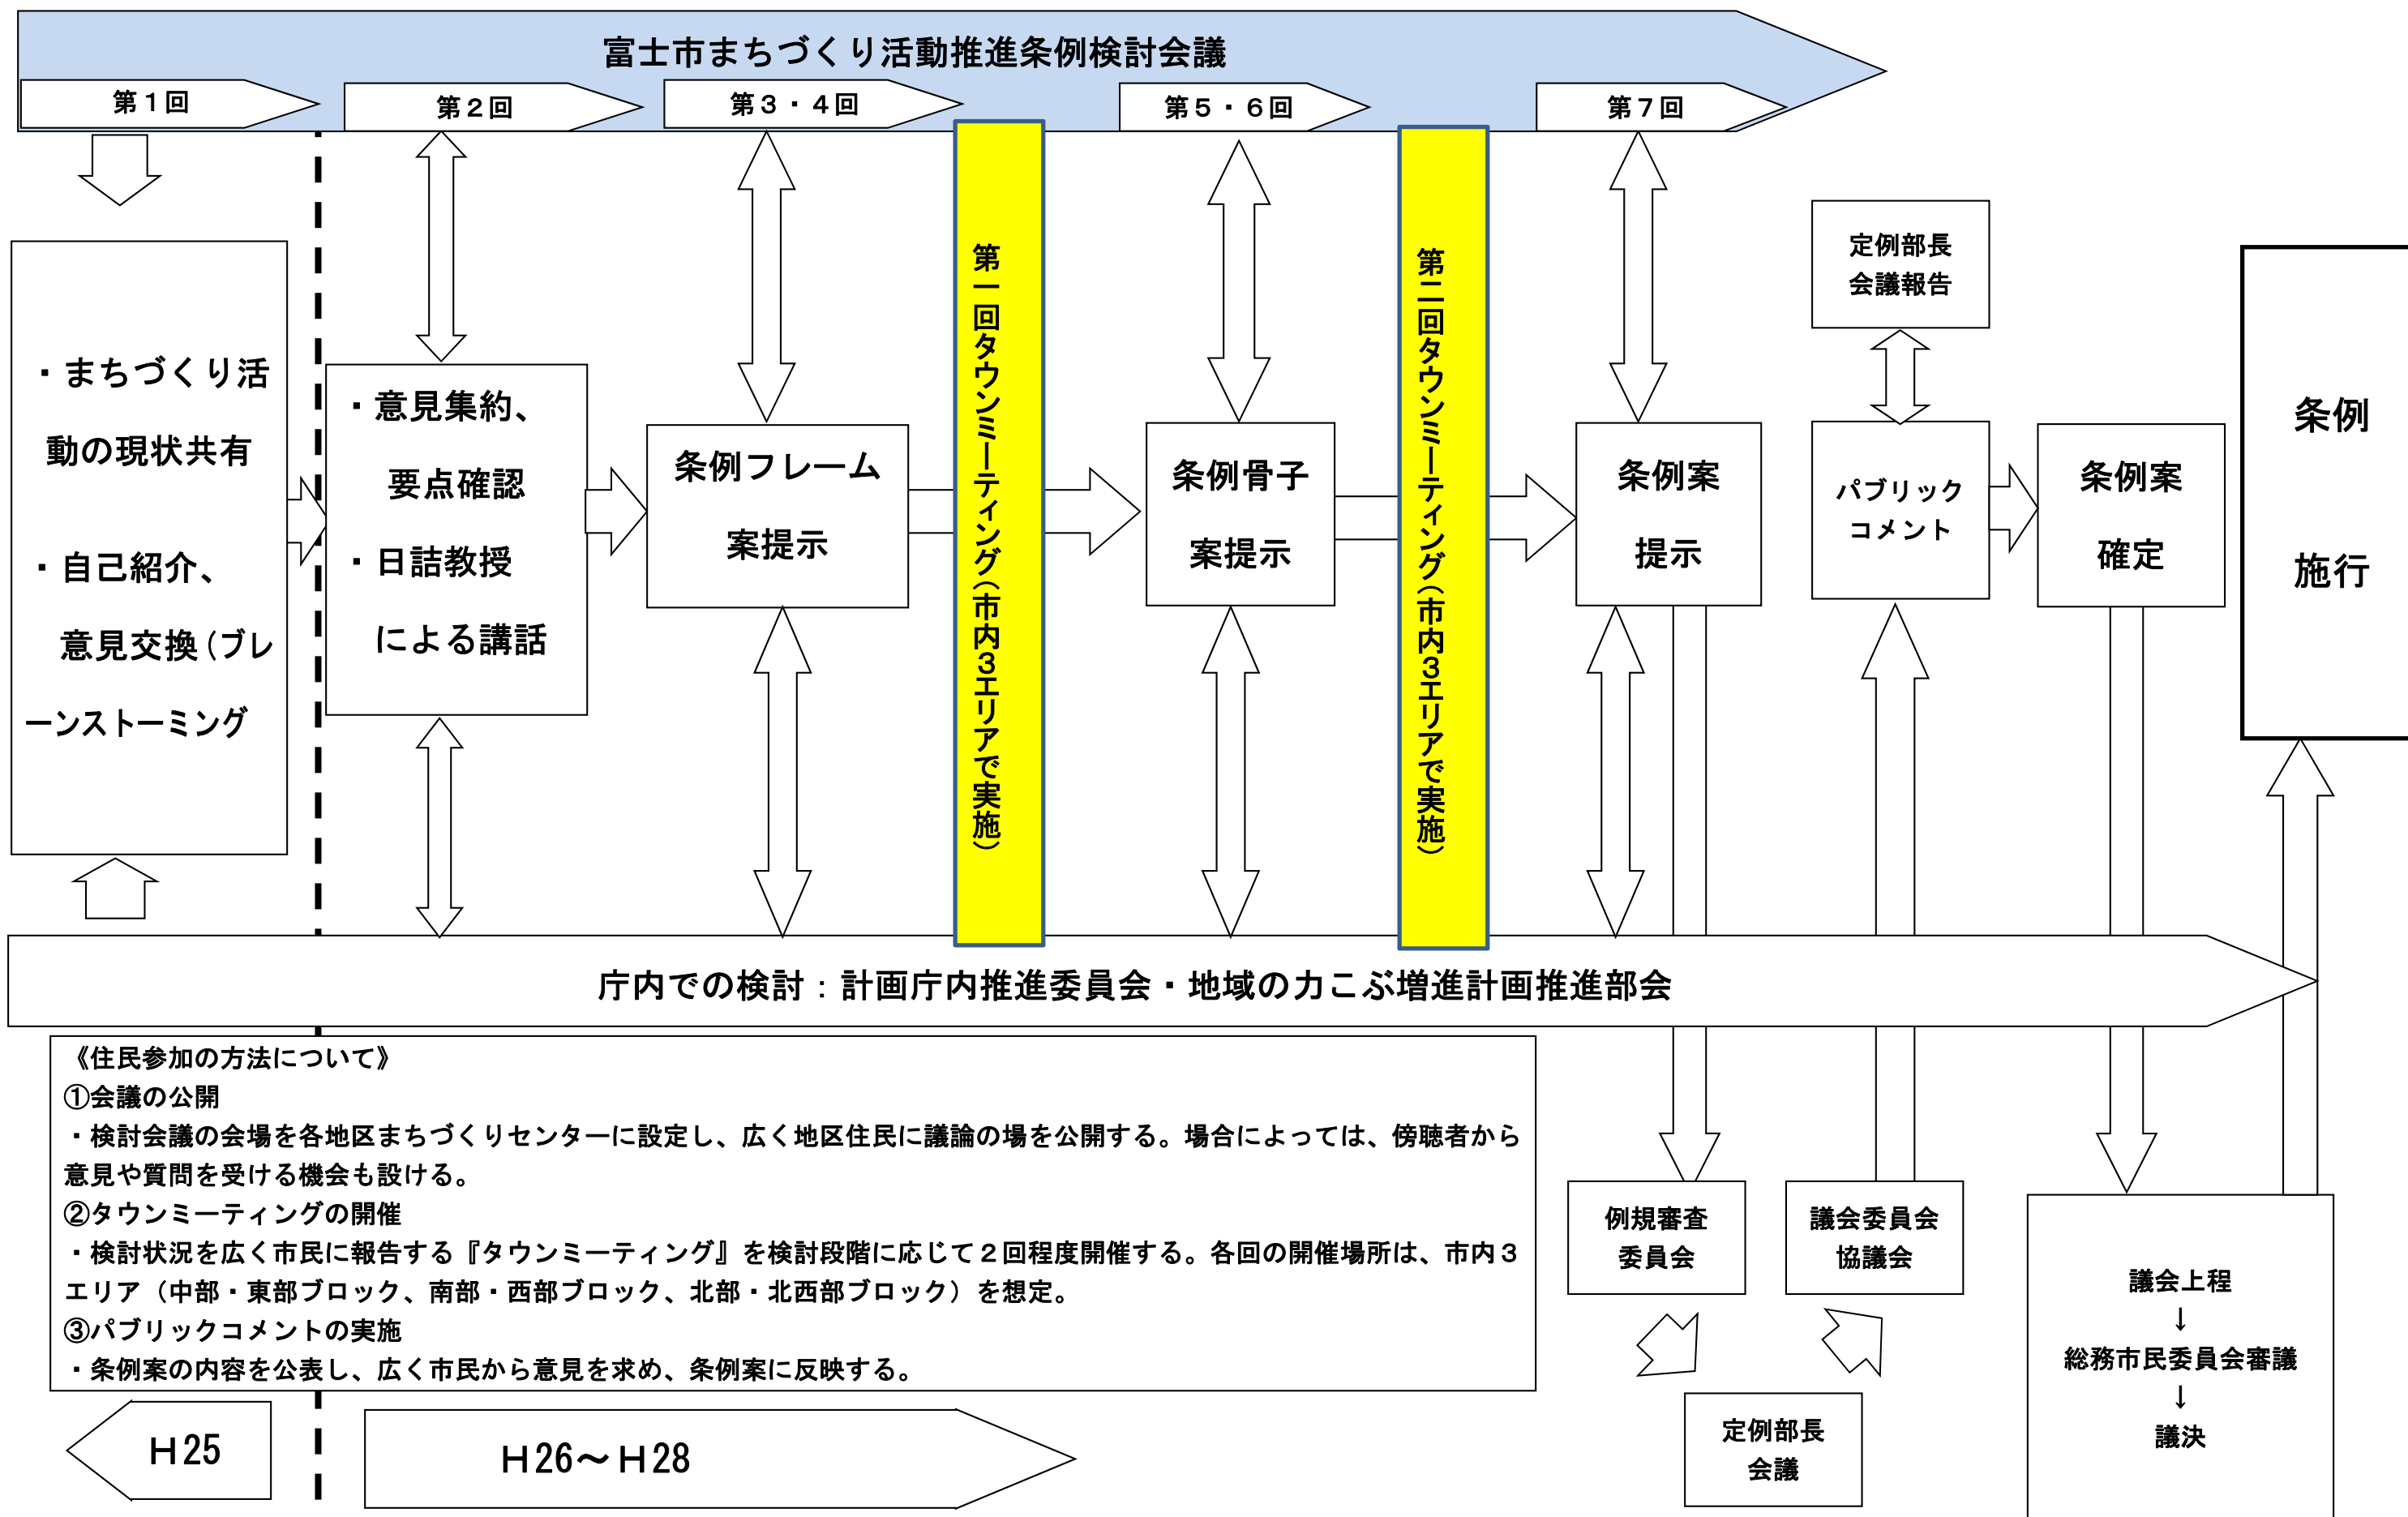 富士市まちづくり活動推進条例検討会議
第１回
第２回
第３・４回
第５・６回
第７回
・まちづくり活
動の現状共有
・自己紹介、
意見交換（ブレ
ーンストーミング
・意見集約、
要点確認
・日詰教授
による講話
条例フレーム
案提示
第一回タウンミーティング（市内３エリアで実施）
条例骨子
案提示
第二回タウンミーティング（市内３エリアで実施）
条例案
提示
定例部長
会議報告
パブリック
コメント
条例案
確定
条例
施行
庁内での検討：計画庁内推進委員会・地域の力こぶ増進計画推進部会
《住民参加の方法について》
①会議の公開
・検討会議の会場を各地区まちづくりセンターに設定し、広く地区住民に議論の場を公開する。場合によっては、傍聴者から
意見や質問を受ける機会も設ける。
②タウンミーティングの開催
・検討状況を広く市民に報告する『タウンミーティング』を検討段階に応じて２回程度開催する。各回の開催場所は、市内３
エリア（中部・東部ブロック、南部・西部ブロック、北部・北西部ブロック）を想定。
③パブリックコメントの実施
・条例案の内容を公表し、広く市民から意見を求め、条例案に反映する。
例規審査
委員会
議会委員会
協議会
定例部長
会議
議会上程
↓
総務市民委員会審議
↓
議決
Ｈ25
Ｈ26～Ｈ28